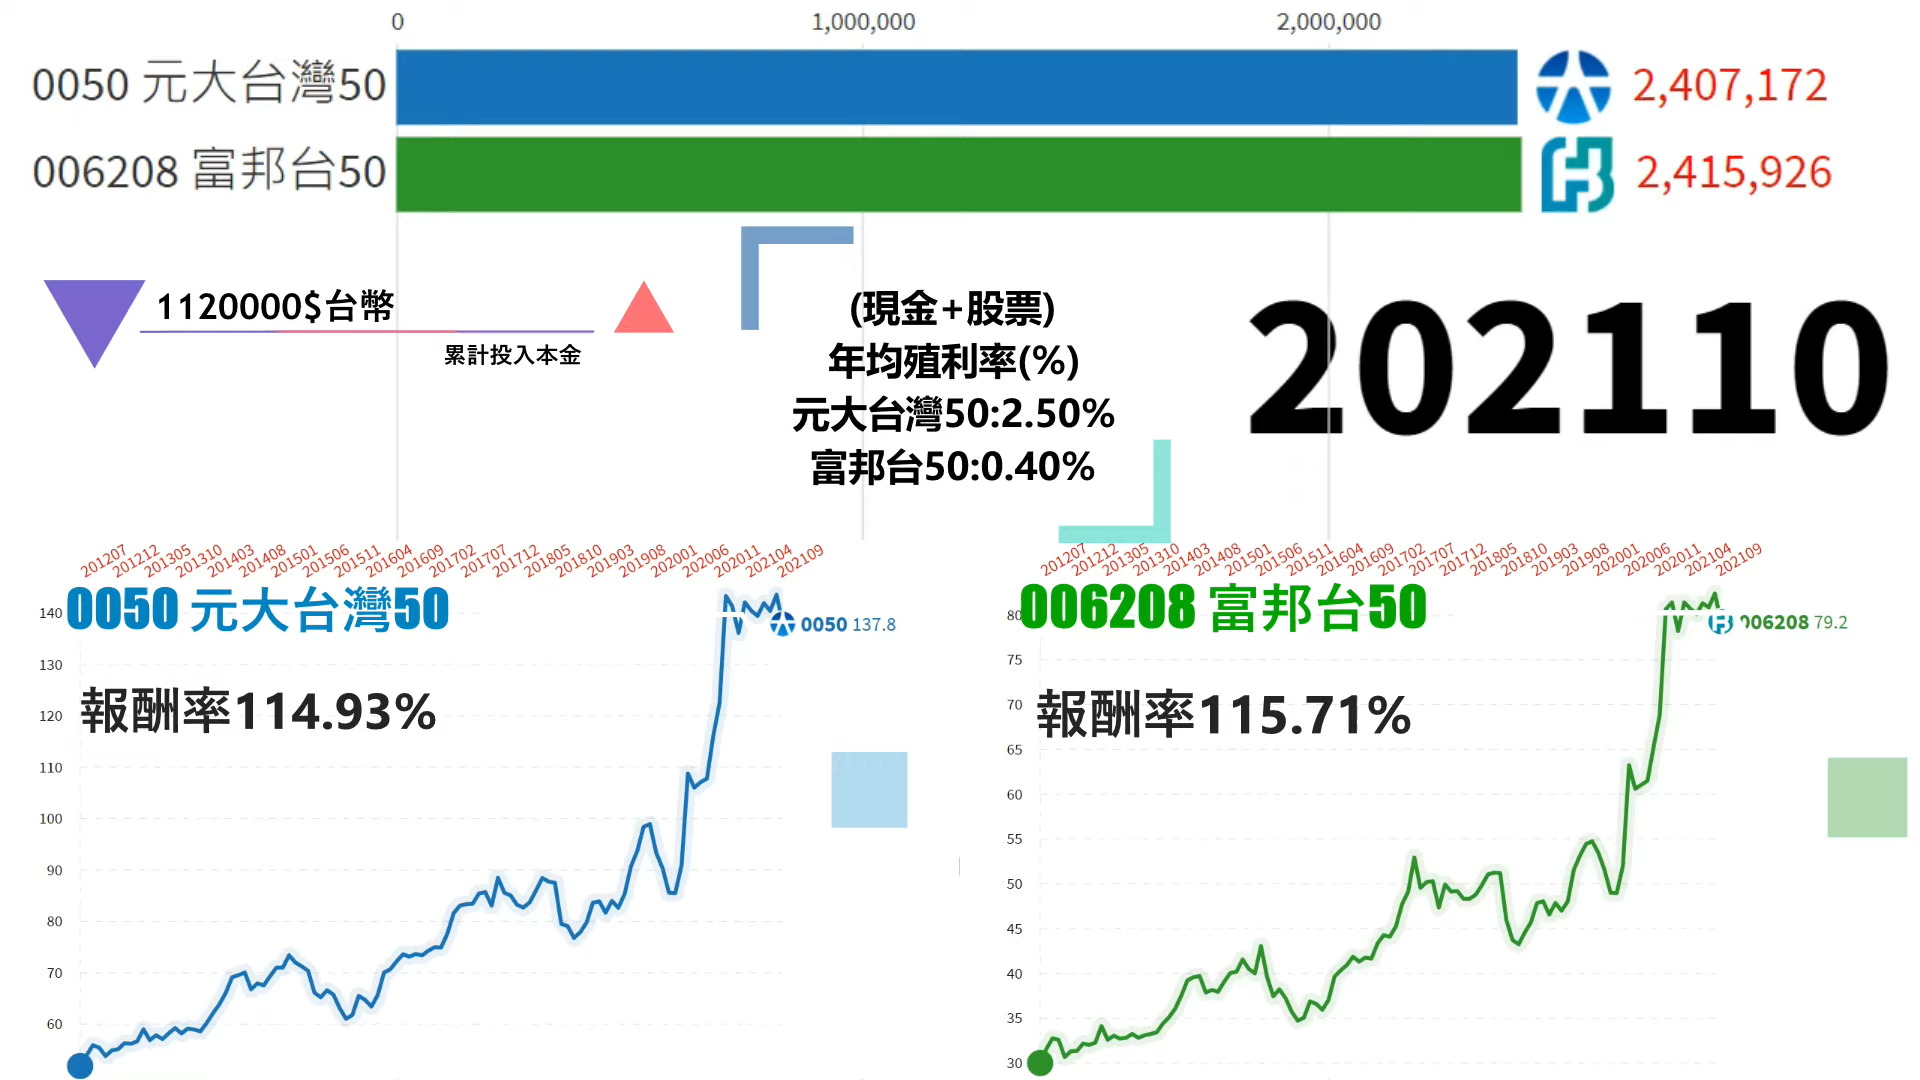 0 1,000,000 2,000,000
0050 元大台灣50 2,407,172
006208 富邦台50 2,415,926
1120000$台幣
累計投入本金
(現金+股票)
年均殖利率(%)
元大台灣50:2.50%
富邦台50:0.40%
202110
201207 201212 201305 201310 201403 201408 201501 201506 201511 201604 201609 201702 201707 201712 201805 201810 201903 201908 202001 202006 202011 202104 202109
0050 元大台灣50
0050 137.8
報酬率114.93%
140
130
120
110
100
90
80
70
60
201207 201212 201305 201310 201403 201408 201501 201506 201511 201604 201609 201702 201707 201712 201805 201810 201903 201908 202001 202006 202011 202104 202109
006208 富邦台50
006208 79.2
報酬率115.71%
80
75
70
65
60
55
50
45
40
35
30